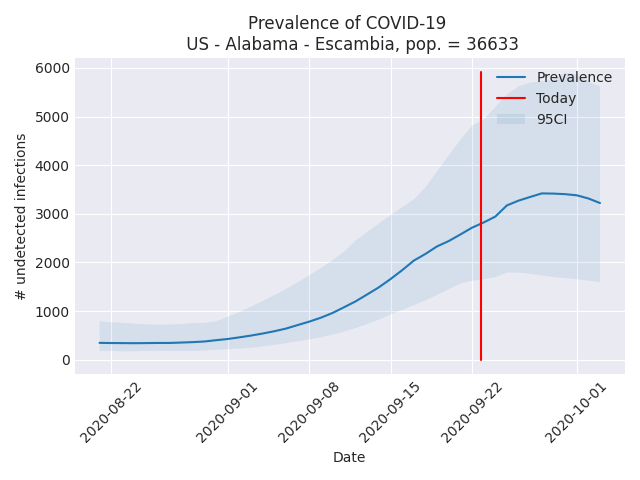 Prevalence of COVID-19
US - Alabama - Escambia, pop. = 36633
6000
5000
4000
3000
2000
1000
0
# undetected infections
Prevalence
Today
95CI
2020-08-22
2020-09-01
2020-09-08
2020-09-15
2020-09-22
2020-10-01
Date